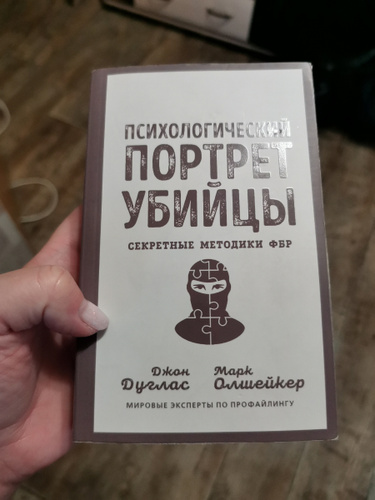 ПСИХОЛОГИЧЕСКИЙ
ПОРТРЕТ
УБИЙЦЫ
СЕКРЕТНЫЕ МЕТОДИКИ ФБР
Джон Марк
Дуглас Олшейкер
МИРОВЫЕ ЭКСПЕРТЫ ПО ПРОФАЙЛИНГУ